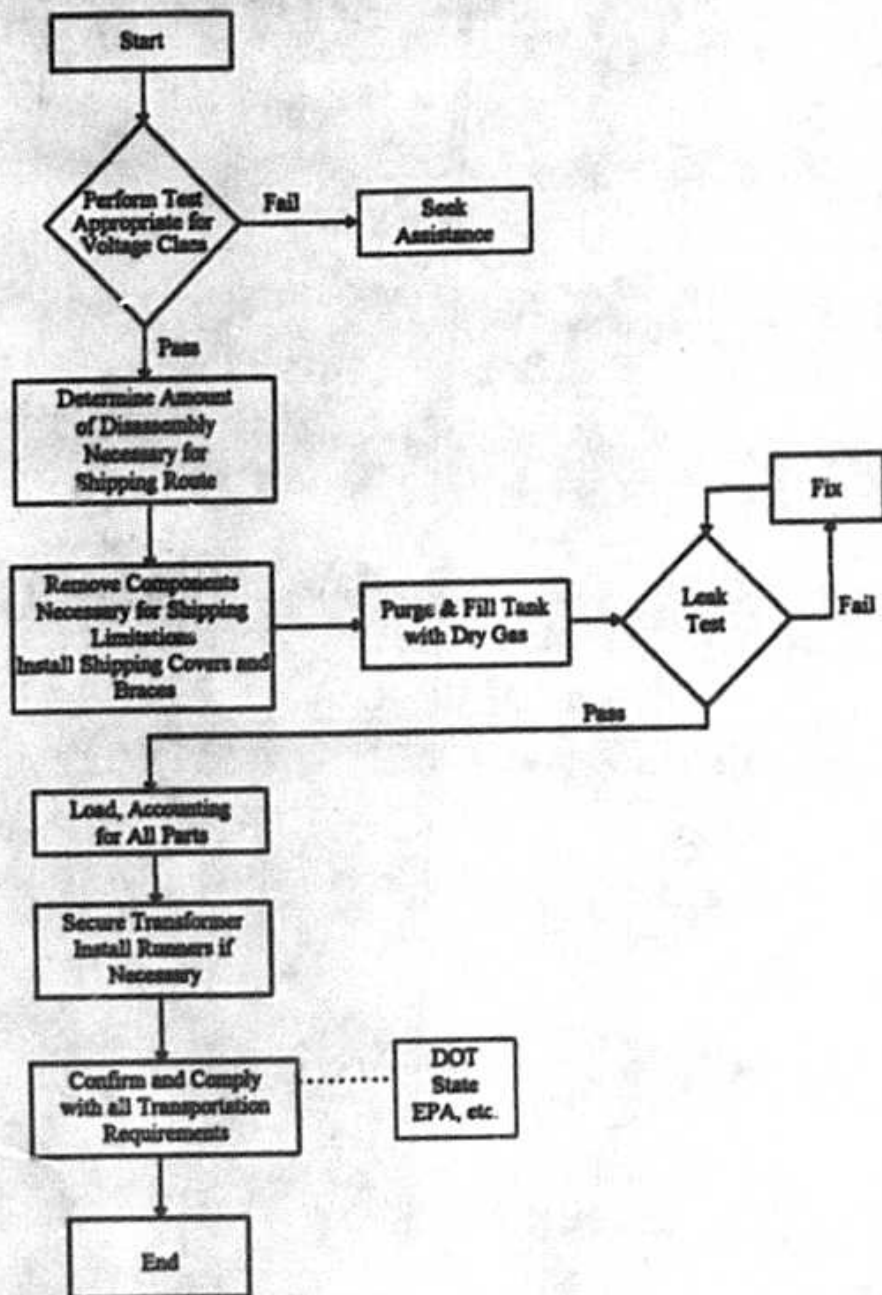 Start
Perform Test
Appropriate for
Voltage Class
Fail
Seek
Assistance
Pass
Determine Amount
of Disassembly
Necessary for
Shipping Route
Remove Components
Necessary for Shipping
Limitations
Install Shipping Covers and
Braces
Purge & Fill Tank
with Dry Gas
Leak
Test
Fix
Fail
Pass
Load, Accounting
for All Parts
Secure Transformer
Install Runners if
Necessary
Confirm and Comply
with all Transportation
Requirements
DOT
State
EPA, etc.
End